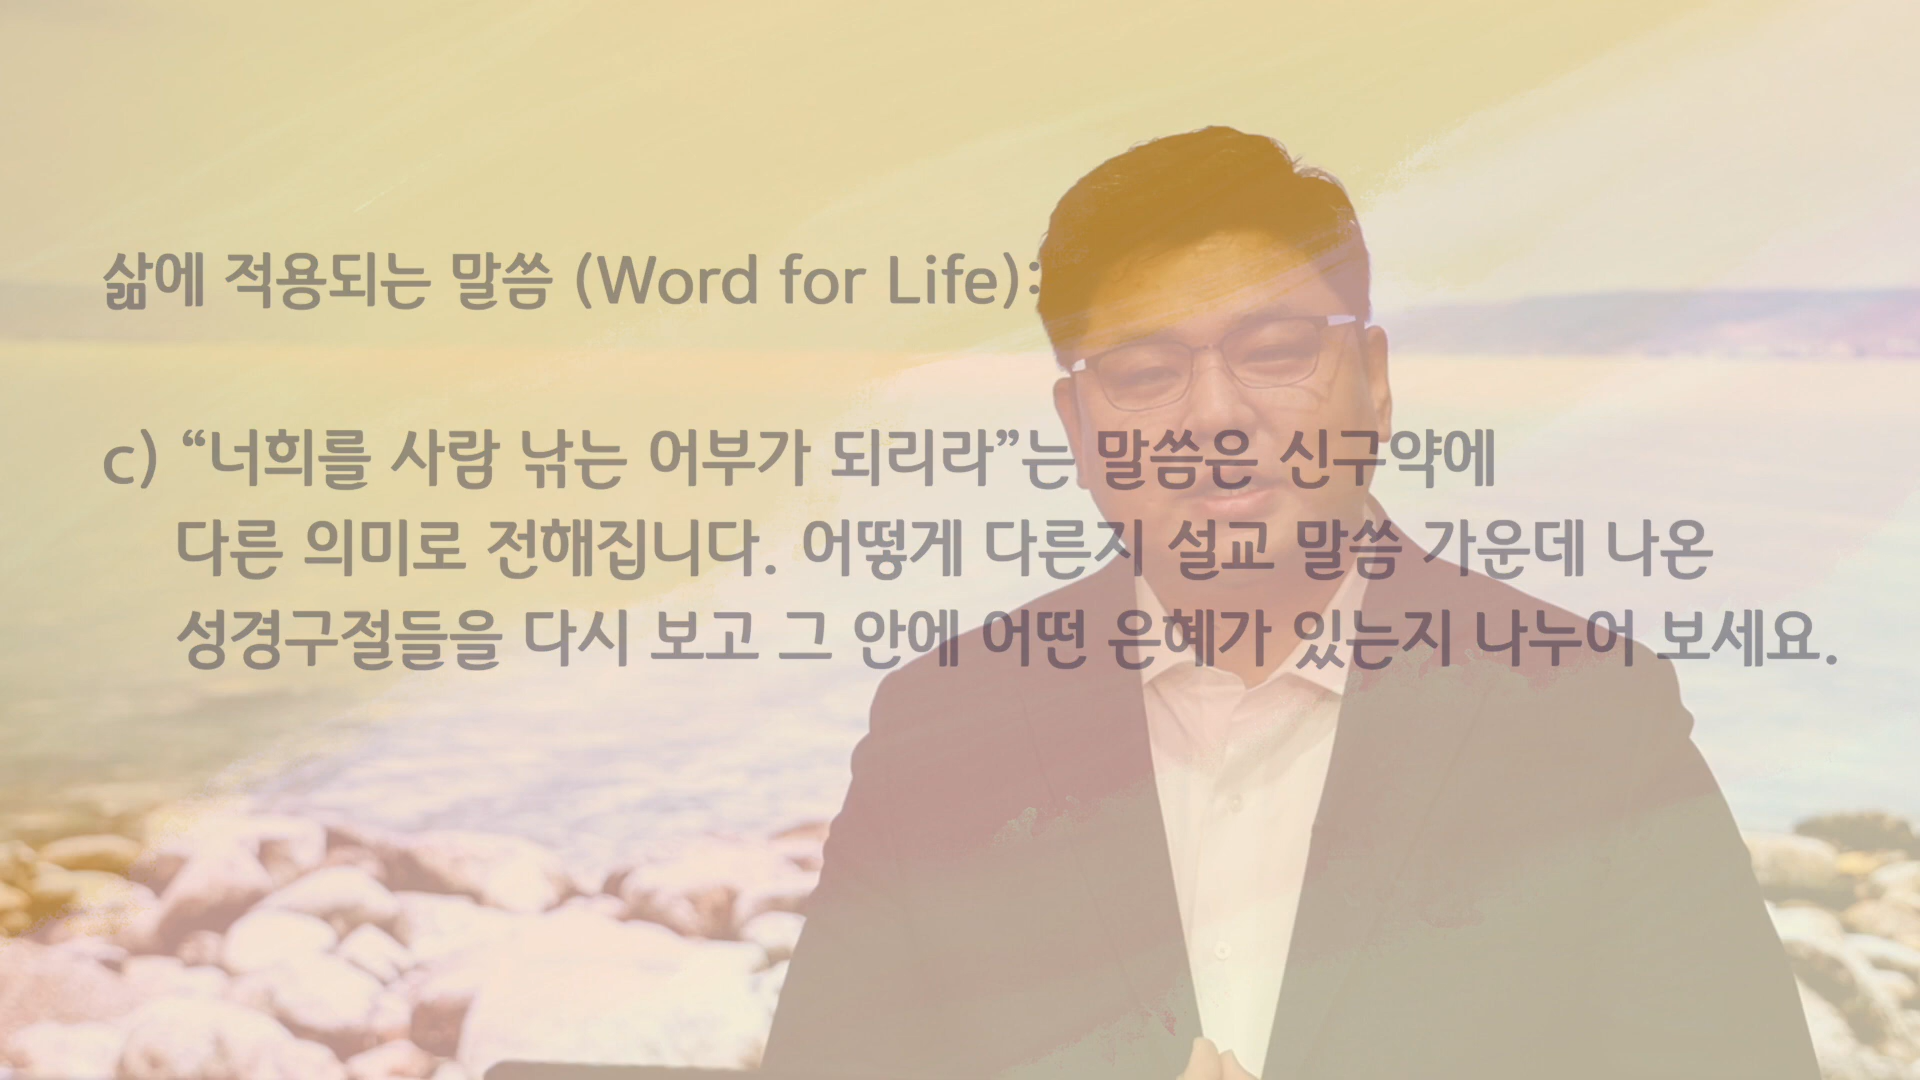 삶에 적용되는 말씀 (Word for Life):
c) “너희를 사람 낚는 어부가 되리라”는 말씀은 신구약에
다른 의미로 전해집니다. 어떻게 다른지 설교 말씀 가운데 나온
성경구절들을 다시 보고 그 안에 어떤 은혜가 있는지 나누어 보세요.